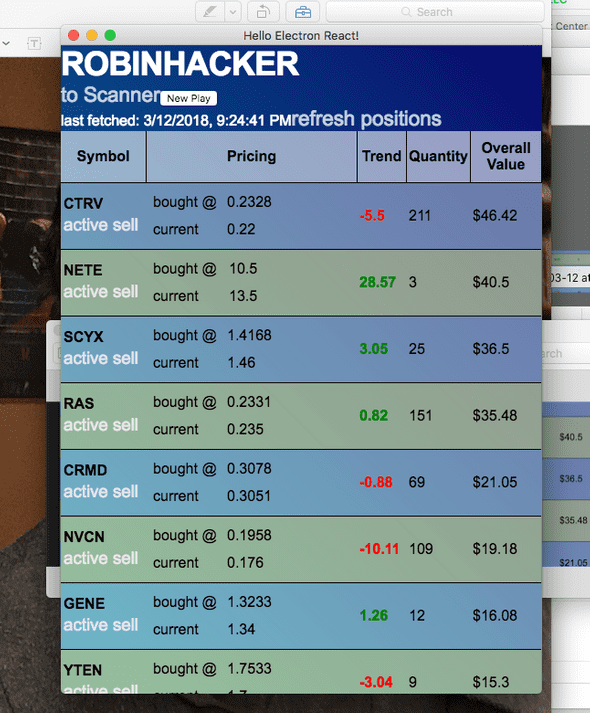 Search
Center
Hello Electron React!
ROBINHACKER
to Scanner New Play
last fetched: 3/12/2018, 9:24:41 PM refresh positions
Symbol Pricing Trend Quantity Overall Value
CTRV bought @ 0.2328 -5.5 211 $46.42
active sell current 0.22
NETE bought @ 10.5 28.57 3 $40.5
active sell current 13.5
03-12 at
SCYX bought @ 1.4168 3.05 25 $36.5
active sell current 1.46
arch
RAS bought @ 0.2331 0.82 151 $35.48
active sell current 0.235
$40.5
CRMD bought @ 0.3078 -0.88 69 $21.05
active sell current 0.3051
$36.5
$35.48
NVCN bought @ 0.1958 -10.11 109 $19.18
active sell current 0.176
$21.05
GENE bought @ 1.3233 1.26 12 $16.08
active sell current 1.34
YTEN bought @ 1.7533 -3.04 9 $15.3
active sell current 1.7